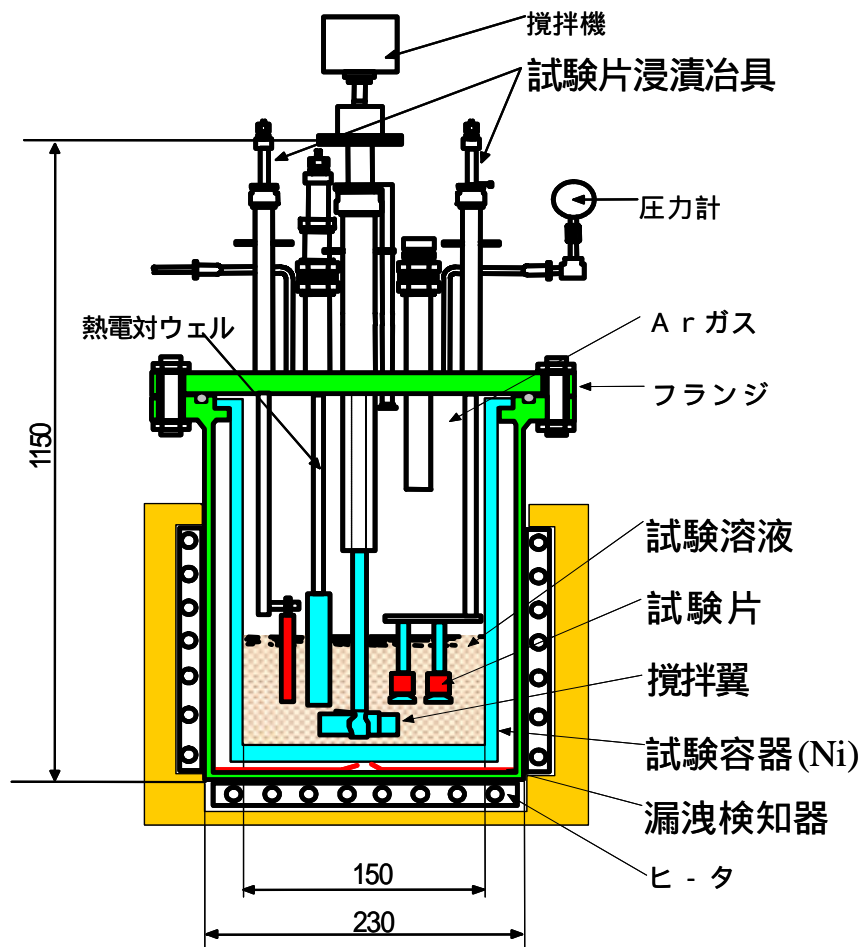 撹拌機
試験片浸漬冶具
圧力計
熱電対ウェル
Ａｒガス
フランジ
1150
試験溶液
試験片
撹拌翼
試験容器(Ni)
漏洩検知器
ヒ-タ
150
230